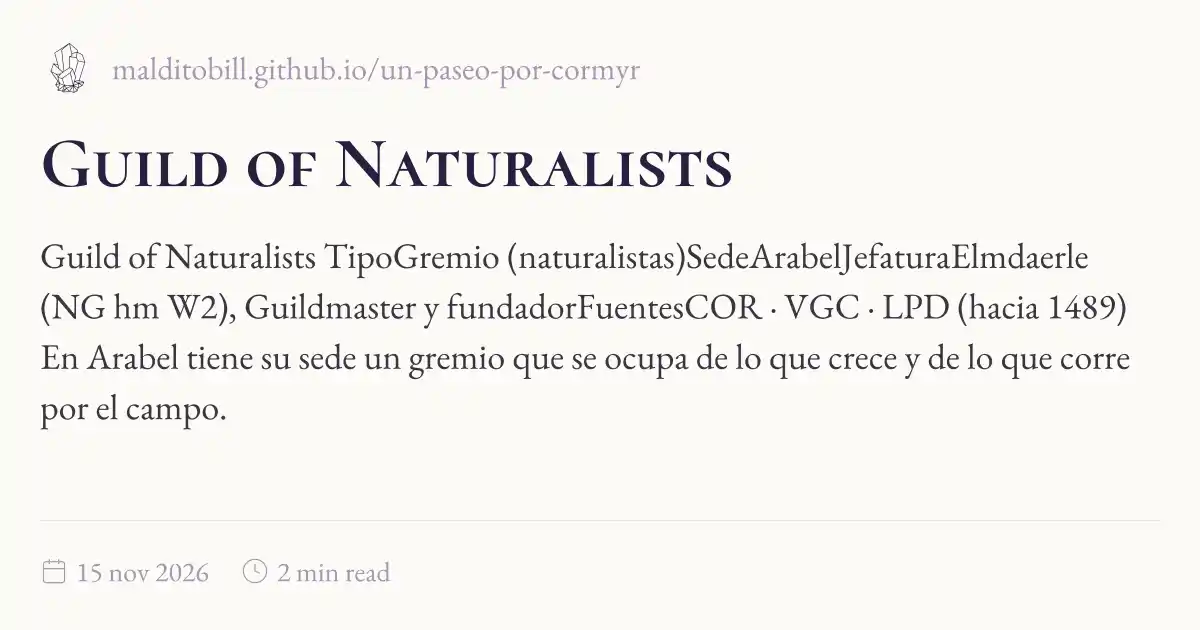 malditobill.github.io/un-paseo-por-cormyr
Guild of Naturalists
Guild of Naturalists TipoGremio (naturalistas)SedeArabelJefaturaElmdaerle
(NG hm W2), Guildmaster y fundadorFuentesCOR · VGC · LPD (hacia 1489)
En Arabel tiene su sede un gremio que se ocupa de lo que crece y de lo que corre
por el campo.
15 nov 2026 2 min read